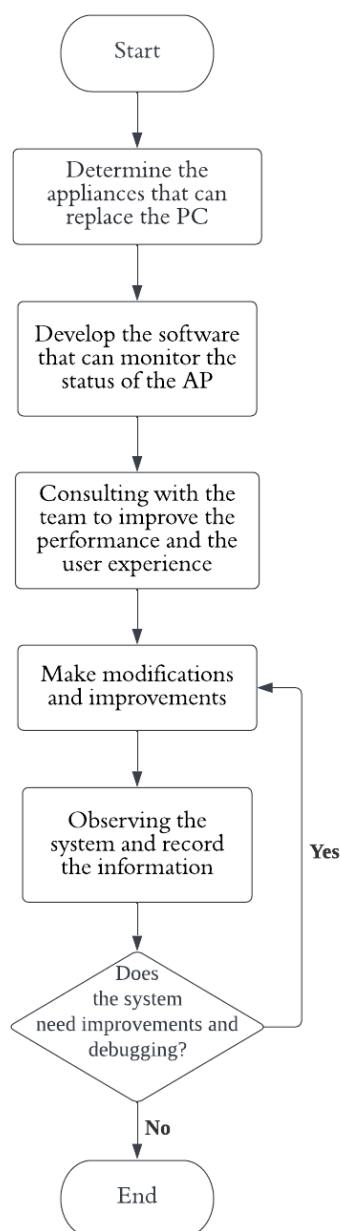 Start
Determine the
appliances that can
replace the PC
Develop the software
that can monitor the
status of the AP
Consulting with the
team to improve the
performance and the
user experience
Make modifications
and improvements
Observing the
system and record
the information
Yes
Does
the system
need improvements and
debugging?
No
End